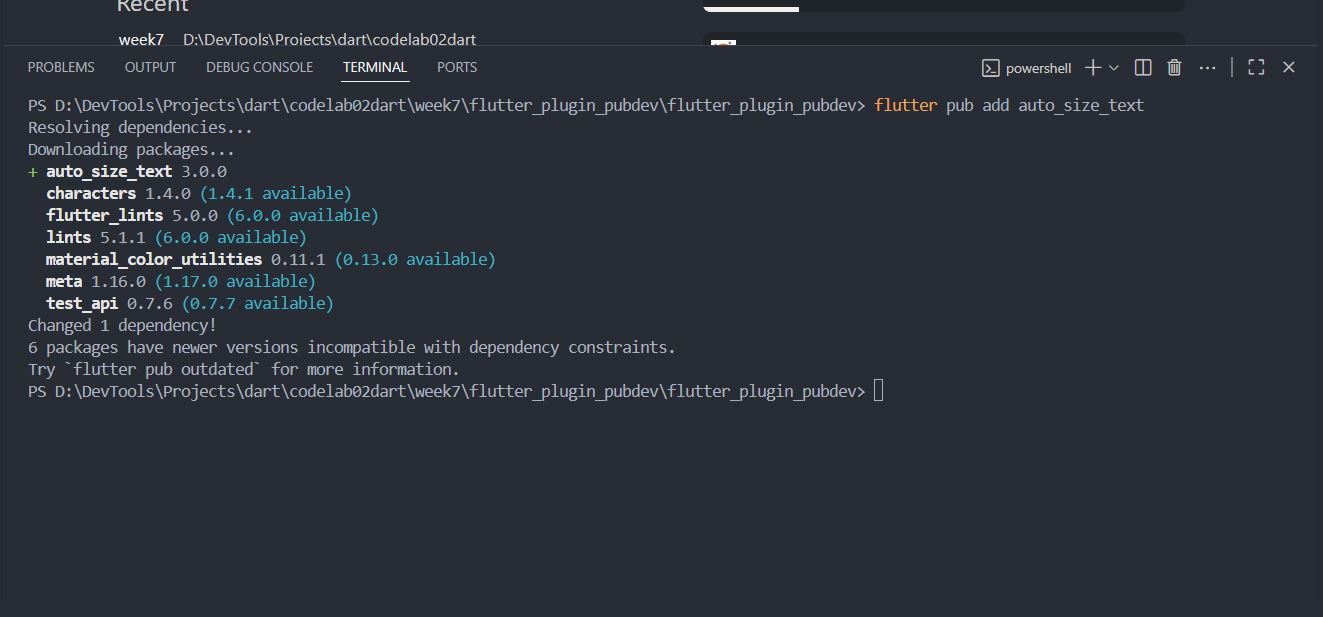 Recent
week7 D:\DevTools\Projects\dart\codelab02dart
PROBLEMS OUTPUT DEBUG CONSOLE TERMINAL PORTS powershell
PS D:\DevTools\Projects\dart\codelab02dart\week7\flutter_plugin_pubdev\flutter_plugin_pubdev> flutter pub add auto_size_text
Resolving dependencies...
Downloading packages...
+ auto_size_text 3.0.0
characters 1.4.0 (1.4.1 available)
flutter_lints 5.0.0 (6.0.0 available)
lints 5.1.1 (6.0.0 available)
material_color_utilities 0.11.1 (0.13.0 available)
meta 1.16.0 (1.17.0 available)
test_api 0.7.6 (0.7.7 available)
Changed 1 dependency!
6 packages have newer versions incompatible with dependency constraints.
Try `flutter pub outdated` for more information.
PS D:\DevTools\Projects\dart\codelab02dart\week7\flutter_plugin_pubdev\flutter_plugin_pubdev>